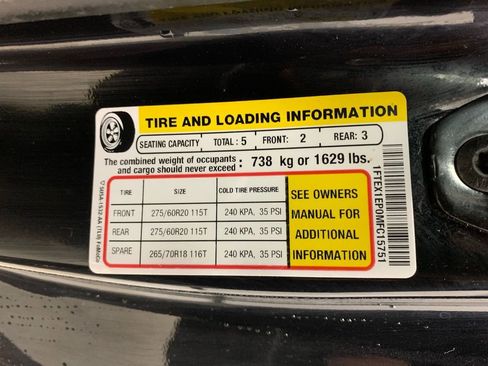 TIRE AND LOADING INFORMATION
SEATING CAPACITY TOTAL : 5 FRONT: 2 REAR: 3
The combined weight of occupants
and cargo should never exceed : 738 kg or 1629 lbs.
TIRE SIZE COLD TIRE PRESSURE
FRONT 275/60R20 115T 240 KPA, 35 PSI
REAR 275/60R20 115T 240 KPA, 35 PSI
SPARE 265/70R18 116T 240 KPA, 35 PSI
SEE OWNERS
MANUAL FOR
ADDITIONAL
INFORMATION
1FTEX1EP0MFC15751